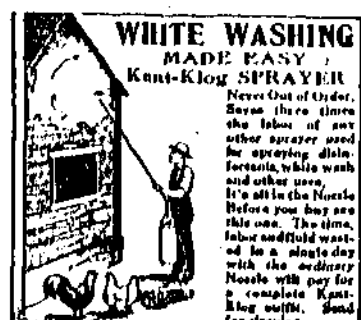 WHITE WASHING
MADE EASY
Kant-Klog SPRAYER
Never Out of Order.
Saves three times
the labor of any
other sprayer used
for spraying disin-
fectants, white wash
and other uses.
It's all in the Nozzle
Before you buy see
this one. The time,
labor and fluid wast-
ed in a single day
with the ordinary
Nozzle will pay for
a complete Kant-
Klog outfit. Send